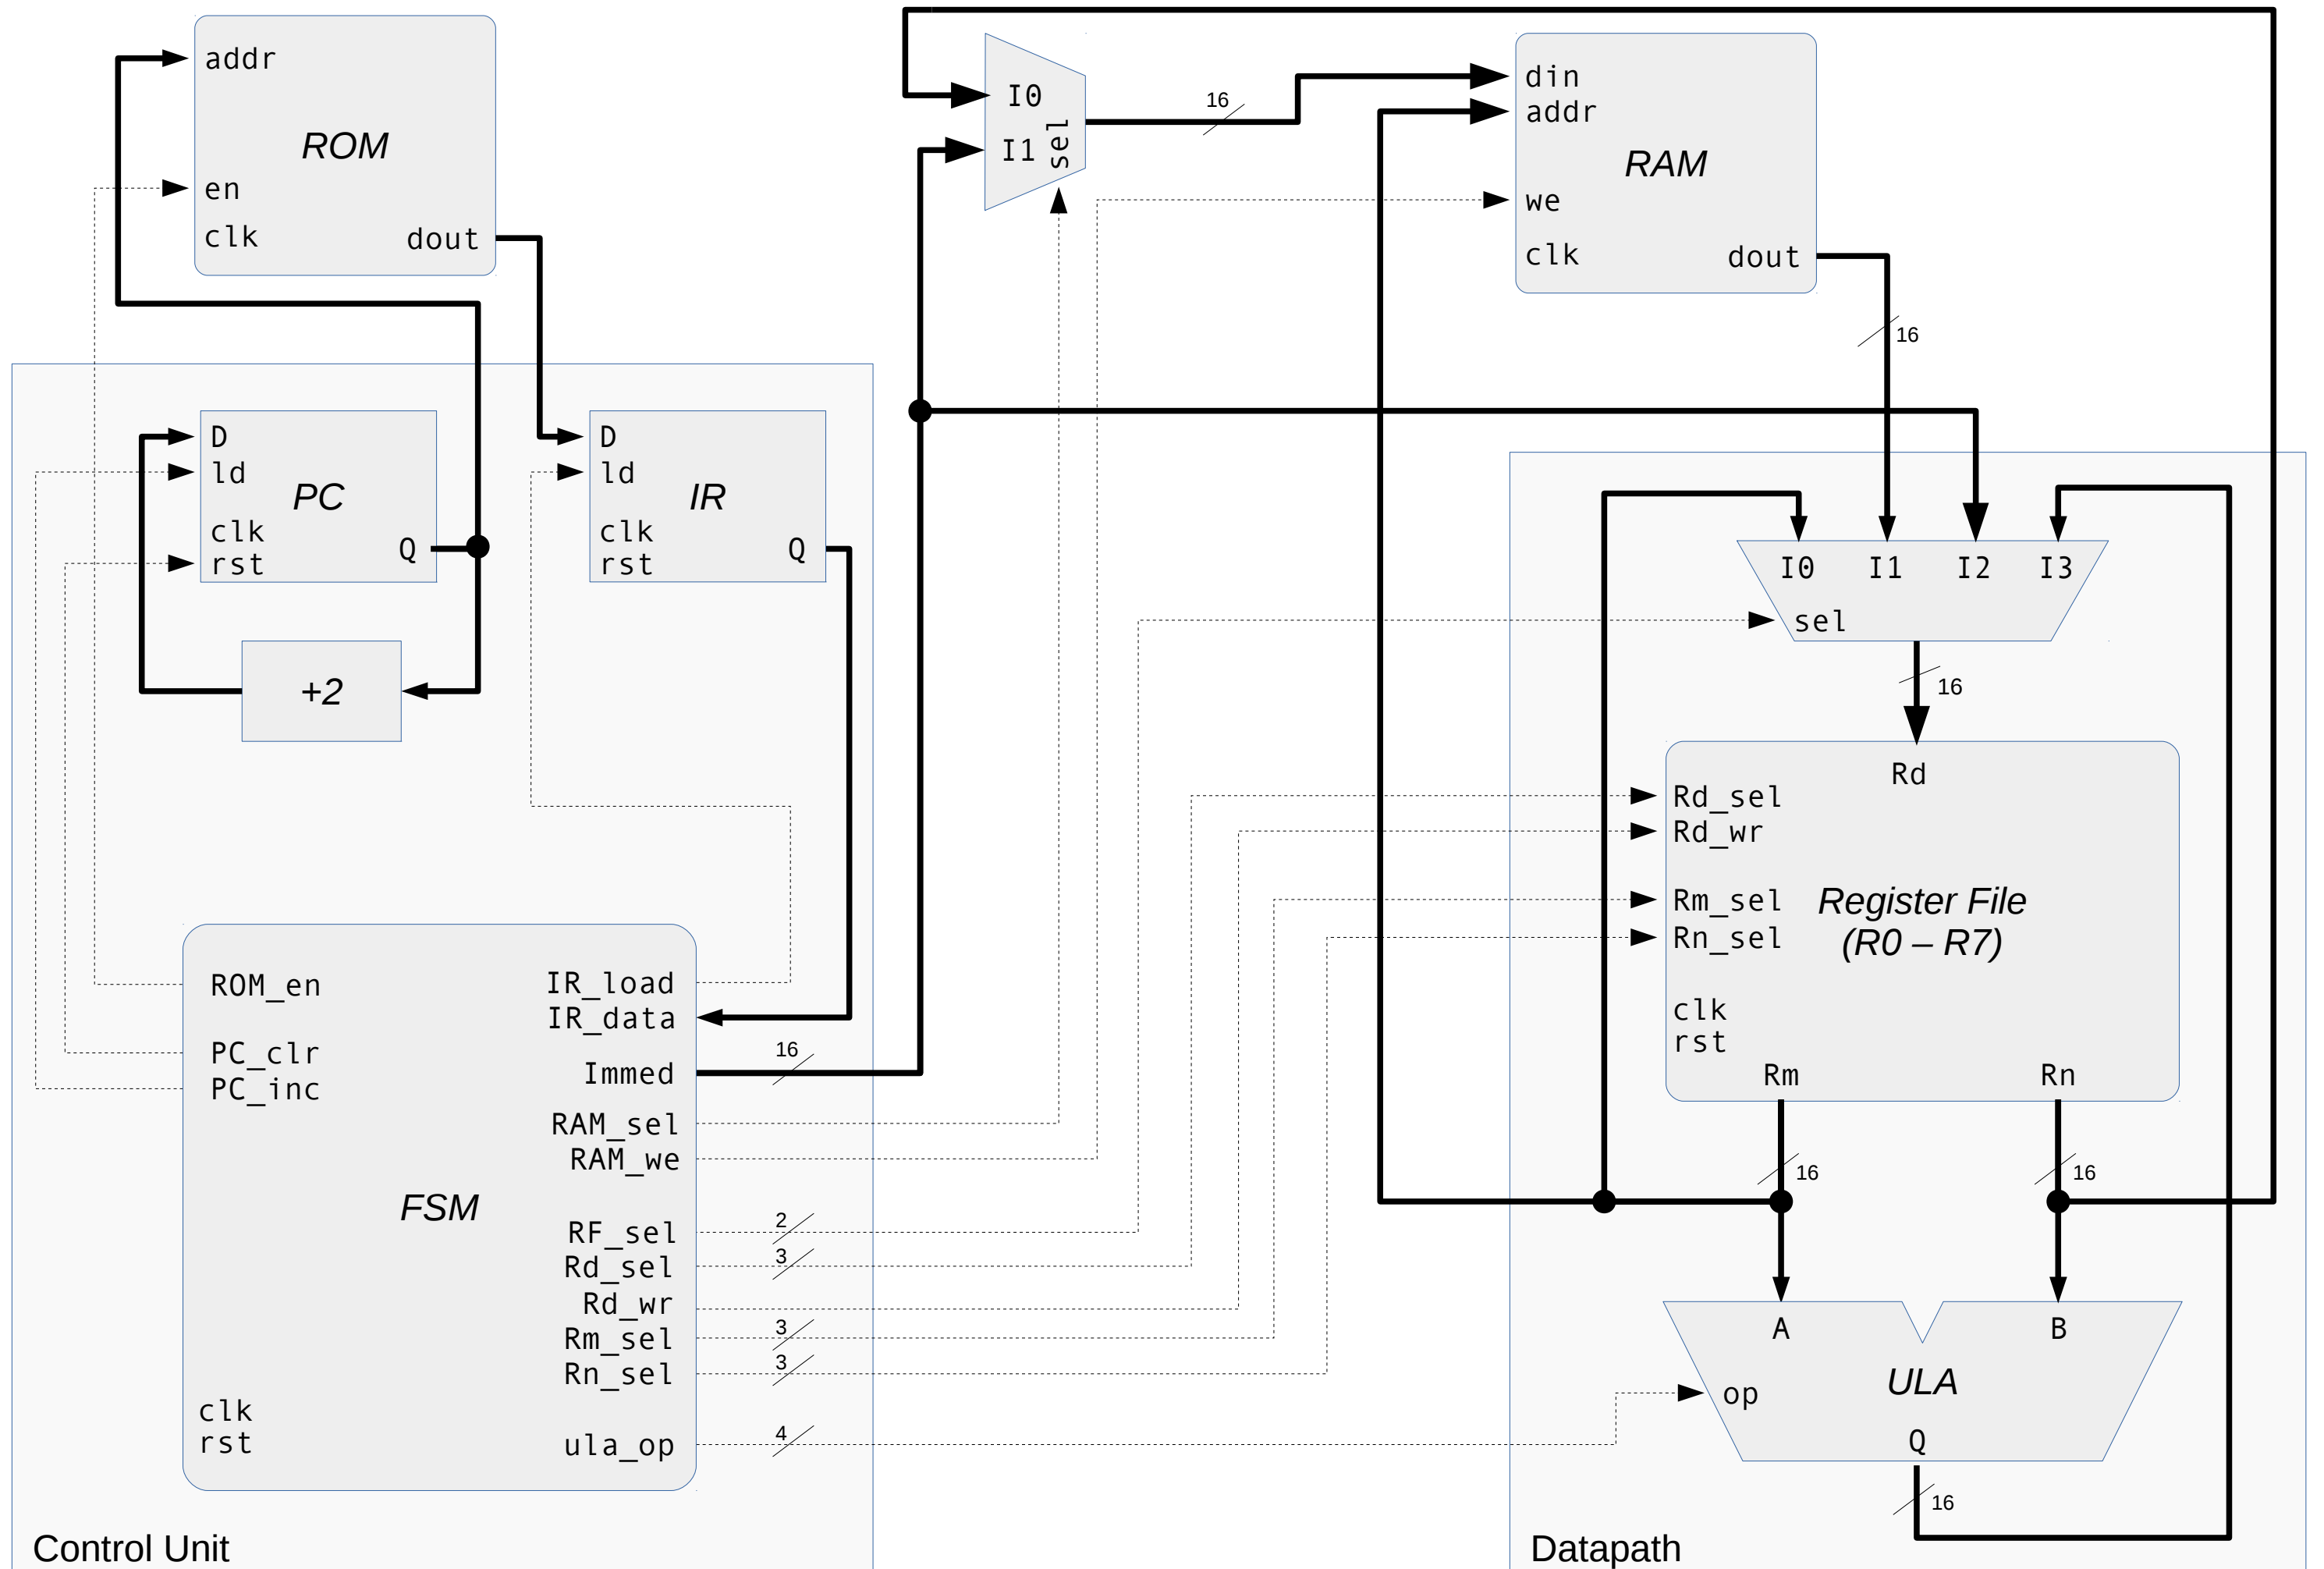 addr
ROM
en
clk
dout
I0
I1
sel
16
din
addr
RAM
we
clk
dout
16
D
ld
PC
clk
rst
Q
D
ld
IR
clk
rst
Q
+2
I0
I1
I2
I3
sel
16
Rd
Rd_sel
Rd_wr
Rm_sel
Rn_sel
Register File
(R0 – R7)
clk
rst
Rm
Rn
16
16
ROM_en
PC_clr
PC_inc
IR_load
IR_data
Immed
16
RAM_sel
RAM_we
FSM
RF_sel
2
Rd_sel
3
Rd_wr
Rm_sel
3
Rn_sel
3
clk
rst
ula_op
4
A
B
ULA
op
Q
16
Control Unit
Datapath